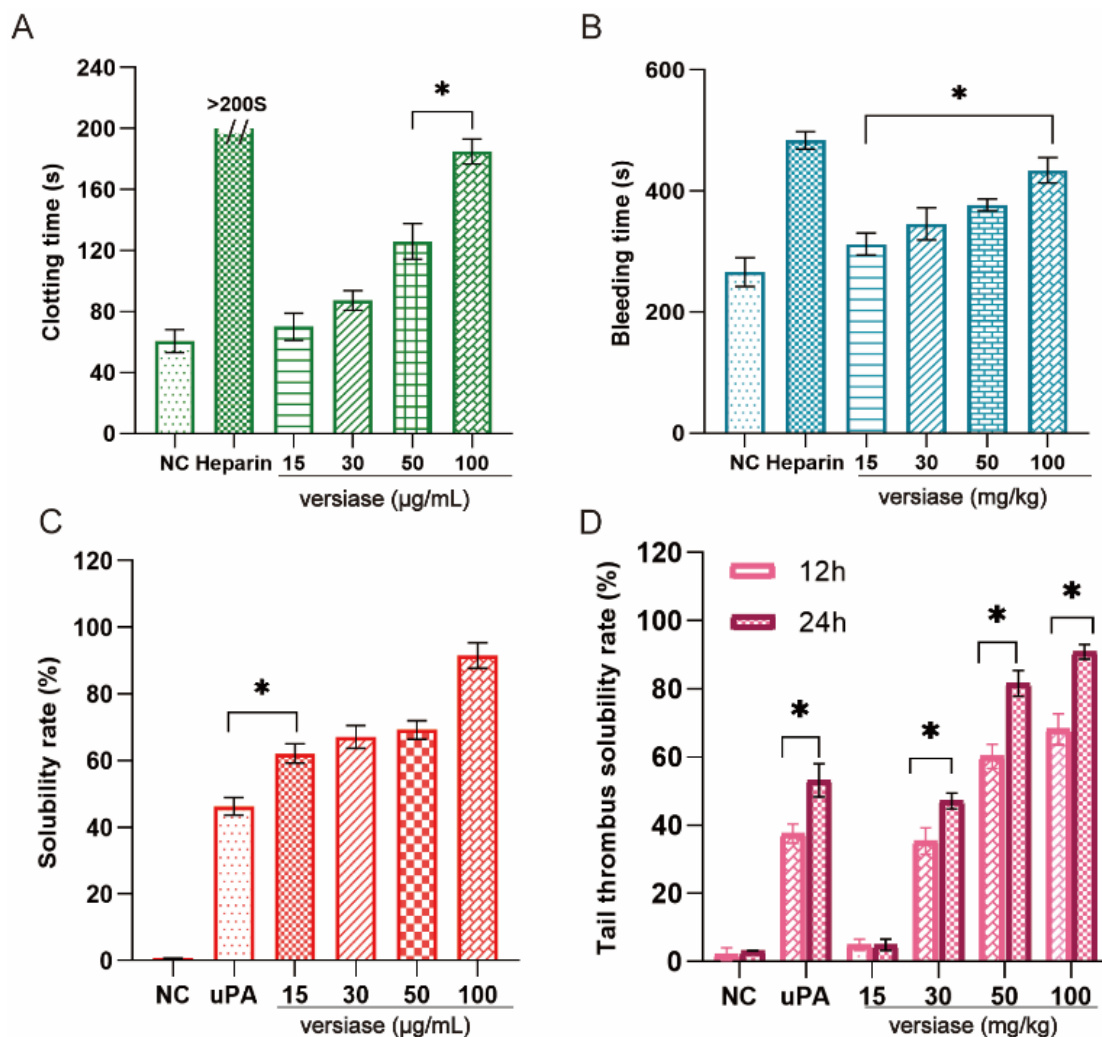 A
Clotting time (s)
240
200
160
120
80
40
0
>200S
*
NC Heparin 15 30 50 100
versiase (μg/mL)
B
Bleeding time (s)
600
400
200
0
*
NC Heparin 15 30 50 100
versiase (mg/kg)
C
Solubility rate (%)
120
100
80
60
40
20
0
*
NC uPA 15 30 50 100
versiase (μg/mL)
D
Tail thrombus solubility rate (%)
120
100
80
60
40
20
0
12h
24h
* * * *
NC uPA 15 30 50 100
versiase (mg/kg)